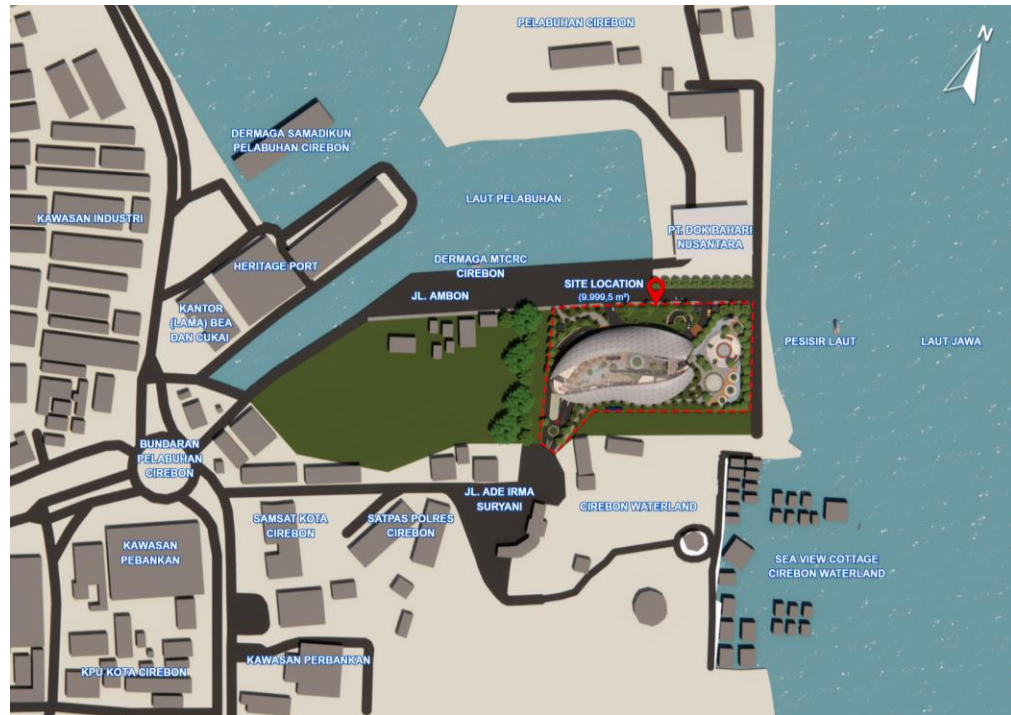 PELABUHAN CIREBON
N
DERMAGA SAMADIKUN
PELABUHAN CIREBON
KAWASAN INDUSTRI
LAUT PELABUHAN
PT. DOK BAHARI
NUSANTARA
HERITAGE PORT
DERMAGA MTCRC
CIREBON
SITE LOCATION
(9.999,5 m²)
JL. AMBON
KANTOR
(LAMA) BEA
DAN CUKAI
PESISIR LAUT
LAUT JAWA
BUNDARAN
PELABUHAN
CIREBON
JL. ADE IRMA
SURYANI
CIREBON WATERLAND
SAMSAT KOTA
CIREBON
SATPAS POLRES
CIREBON
KAWASAN
PEBANKAN
SEA VIEW COTTAGE
CIREBON WATERLAND
KAWASAN PERBANKAN
KPU KOTA CIREBON